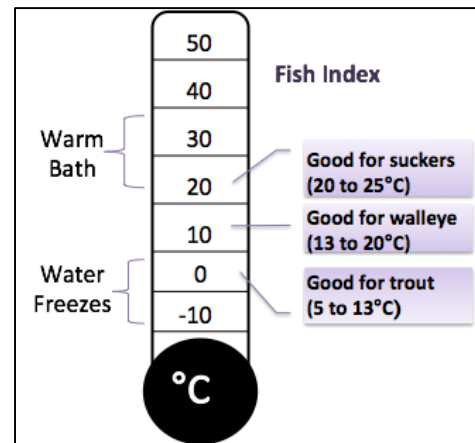 50
Fish Index
40
Warm
Bath
30
20
Good for suckers
(20 to 25°C)
10
Good for walleye
(13 to 20°C)
Water
Freezes
0
-10
Good for trout
(5 to 13°C)
°C